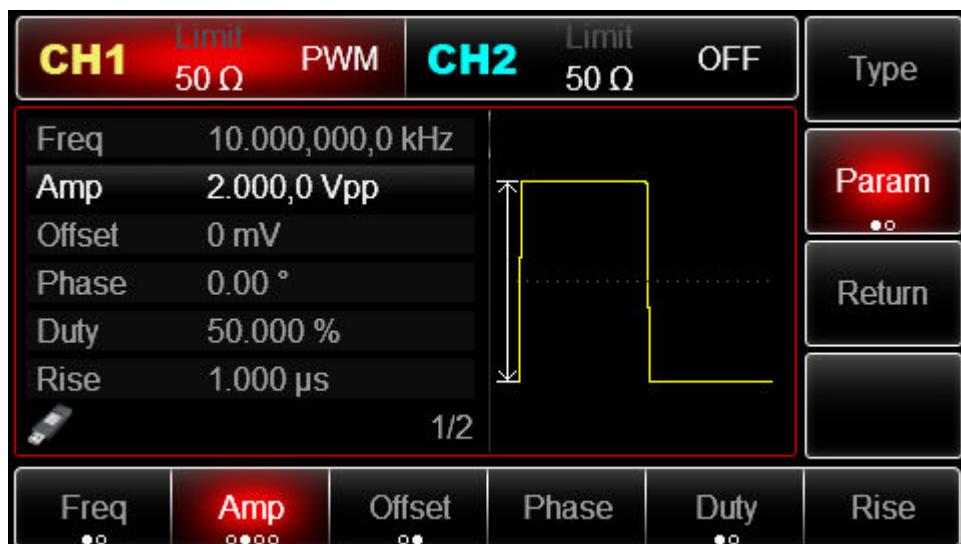 CH1 Limit 50 Ω PWM CH2 Limit 50 Ω OFF
Type
Freq 10.000,000,0 kHz
Amp 2.000,0 Vpp
Offset 0 mV
Phase 0.00 °
Duty 50.000 %
Rise 1.000 µs
1/2
Param
Return
Freq Amp Offset Phase Duty Rise